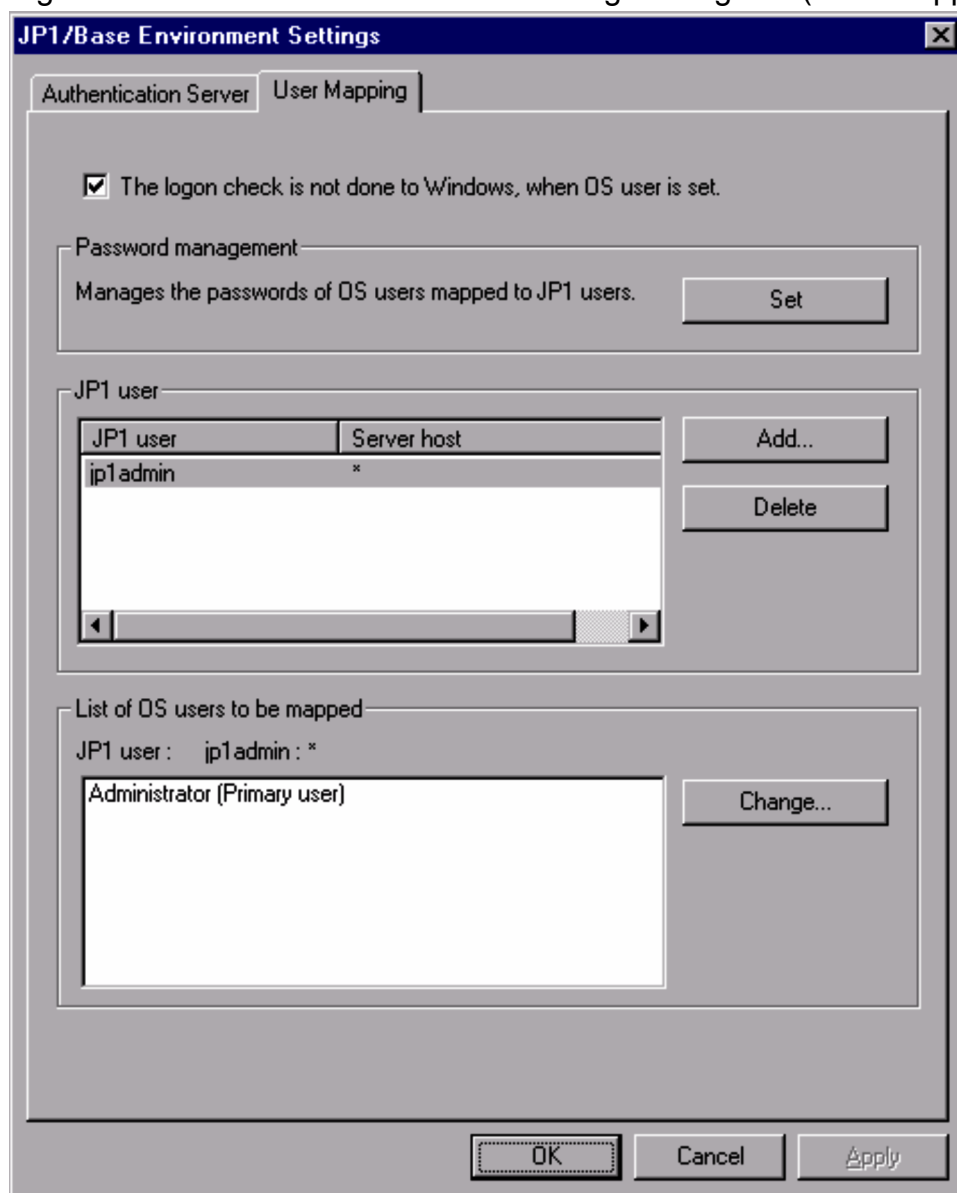 JP1/Base Environment Settings
Authentication Server User Mapping
The logon check is not done to Windows, when OS user is set.
Password management
Manages the passwords of OS users mapped to JP1 users. Set
JP1 user
JP1 user Server host Add...
jp1admin *
Delete
List of OS users to be mapped
JP1 user : jp1admin : *
Administrator (Primary user) Change...
OK Cancel Apply